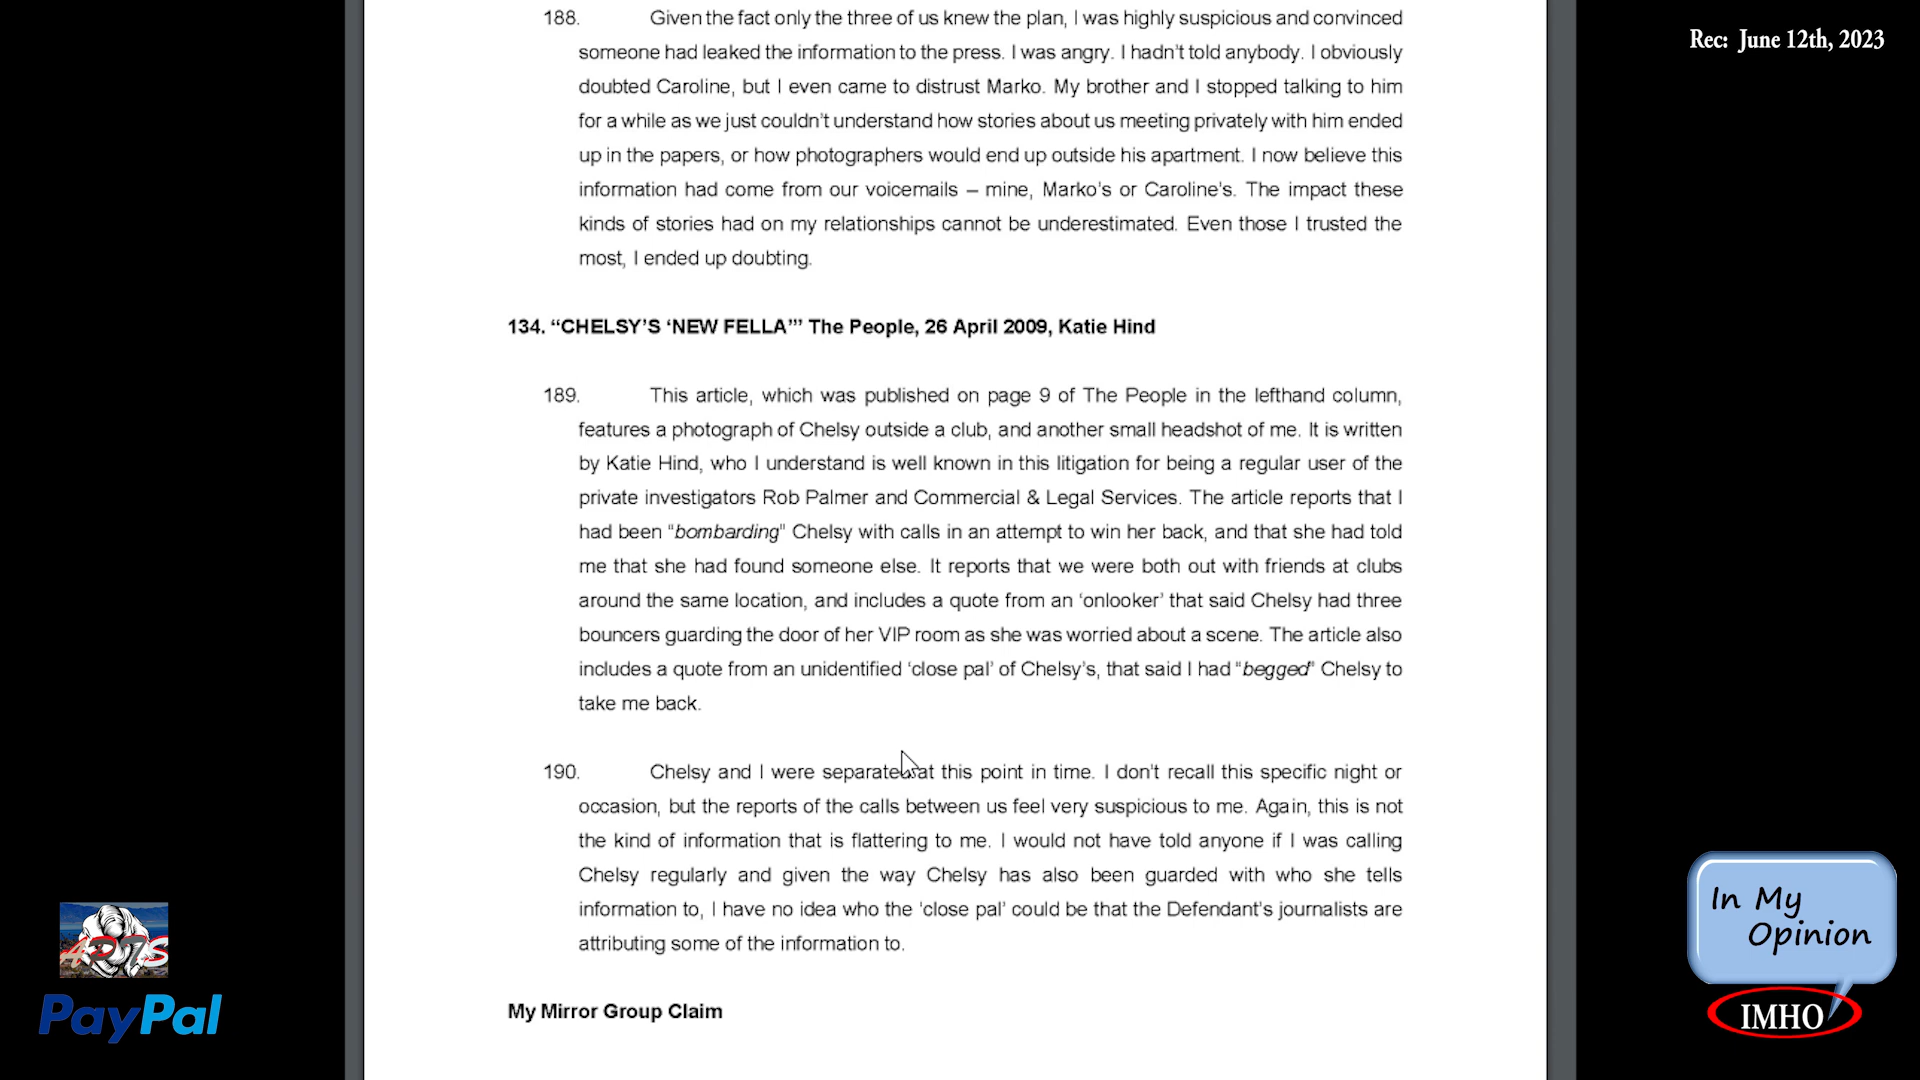 188. Given the fact only the three of us knew the plan, I was highly suspicious and convinced
someone had leaked the information to the press. I was angry. I hadn't told anybody. I obviously
doubted Caroline, but I even came to distrust Marko. My brother and I stopped talking to him
for a while as we just couldn't understand how stories about us meeting privately with him ended
up in the papers, or how photographers would end up outside his apartment. I now believe this
information had come from our voicemails – mine, Marko's or Caroline's. The impact these
kinds of stories had on my relationships cannot be underestimated. Even those I trusted the
most, I ended up doubting.
134. “CHELSY'S ‘NEW FELLA’” The People, 26 April 2009, Katie Hind
189. This article, which was published on page 9 of The People in the lefthand column,
features a photograph of Chelsy outside a club, and another small headshot of me. It is written
by Katie Hind, who I understand is well known in this litigation for being a regular user of the
private investigators Rob Palmer and Commercial & Legal Services. The article reports that I
had been "bombarding" Chelsy with calls in an attempt to win her back, and that she had told
me that she had found someone else. It reports that we were both out with friends at clubs
around the same location, and includes a quote from an ‘onlooker’ that said Chelsy had three
bouncers guarding the door of her VIP room as she was worried about a scene. The article also
includes a quote from an unidentified ‘close pal’ of Chelsy's, that said I had "begged" Chelsy to
take me back.
190. Chelsy and I were separated at this point in time. I don't recall this specific night or
occasion, but the reports of the calls between us feel very suspicious to me. Again, this is not
the kind of information that is flattering to me. I would not have told anyone if I was calling
Chelsy regularly and given the way Chelsy has also been guarded with who she tells
information to, I have no idea who the ‘close pal’ could be that the Defendant's journalists are
attributing some of the information to.
My Mirror Group Claim
Rec: June 12th, 2023
PayPal
In My
Opinion
IMHO